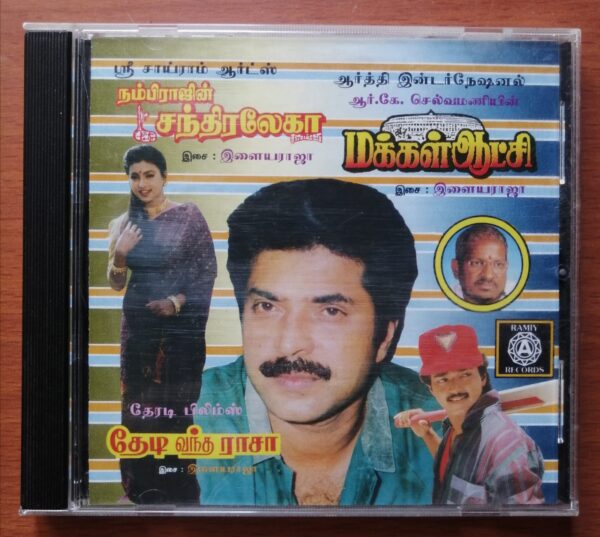 ஸ்ரீ சாய்ராம் ஆர்ட்ஸ்
நம்பிராஜின்
சந்திரலேகா
இசை : இளையராஜா
ஆர்த்தி இன்டர்நேஷனல்
ஆர்.கே. செல்வமணியின்
மக்கள் ஆட்சி
இசை : இளையராஜா
RAMIY
A
RECORDS
தேரடி பிலிம்ஸ்
தேடி வந்த ராசா
இசை : இளையராஜா